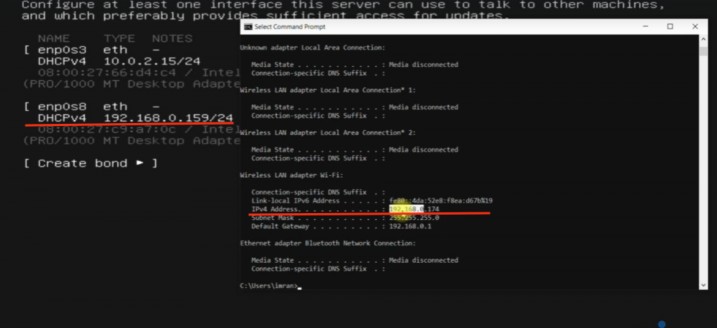 Configure at least one interface this server can use to talk to other machines,
and which preferably provides sufficient access for updates.
NAME TYPE NOTES
[ enp0s3 eth -
DHCPv4 10.0.2.15/24
08:00:27:66:d4:c4 / Intel
(PRO/1000 MT Desktop Adapte
[ enp0s8 eth -
DHCPv4 192.168.0.159/24
08:00:27:c9:a7:0c / Intel
(PRO/1000 MT Desktop Adapte
[ Create bond ▸ ]
Select Command Prompt
Unknown adapter Local Area Connection:
Media State . . . . . . . . . . . : Media disconnected
Connection-specific DNS Suffix . :
Wireless LAN adapter Local Area Connection* 1:
Media State . . . . . . . . . . . : Media disconnected
Connection-specific DNS Suffix . :
Wireless LAN adapter Local Area Connection* 2:
Media State . . . . . . . . . . . : Media disconnected
Connection-specific DNS Suffix . :
Wireless LAN adapter Wi-Fi:
Connection-specific DNS Suffix . :
Link-local IPv6 Address . . . . . :
IPv4 Address. . . . . . . . . . . : 192.168.0.174
Subnet Mask . . . . . . . . . . . : 255.255.255.0
Default Gateway . . . . . . . . . : 192.168.0.1
Ethernet adapter Bluetooth Network Connection:
Media State . . . . . . . . . . . : Media disconnected
Connection-specific DNS Suffix . :
C:\Users\imran>